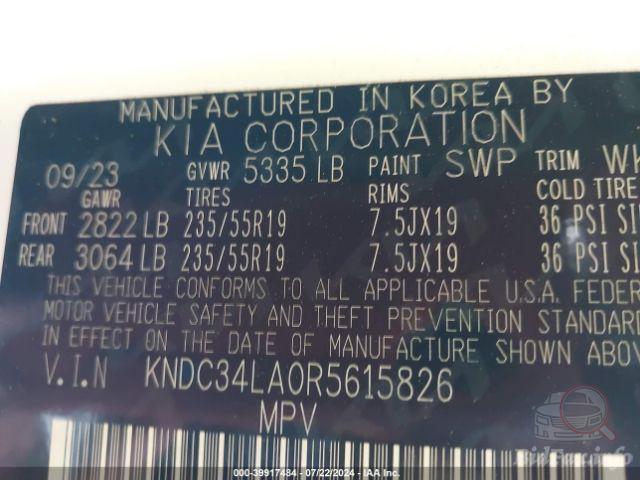 MANUFACTURED IN KOREA BY
KIA CORPORATION
09/23 GVWR 5335 LB PAINT SWP TRIM
GAWR TIRES RIMS COLD TIRE
FRONT 2822 LB 235/55R19 7.5JX19 36 PSI
REAR 3064 LB 235/55R19 7.5JX19 36 PSI
THIS VEHICLE CONFORMS TO ALL APPLICABLE U.S.A. FEDER
MOTOR VEHICLE SAFETY AND THEFT PREVENTION STANDARD
IN EFFECT ON THE DATE OF MANUFACTURE SHOWN ABOV
V.I.N KNDC34LA0R5615826
MPV
00-39917484 - 07/22/2024 - IAA Inc.
BidFax.info